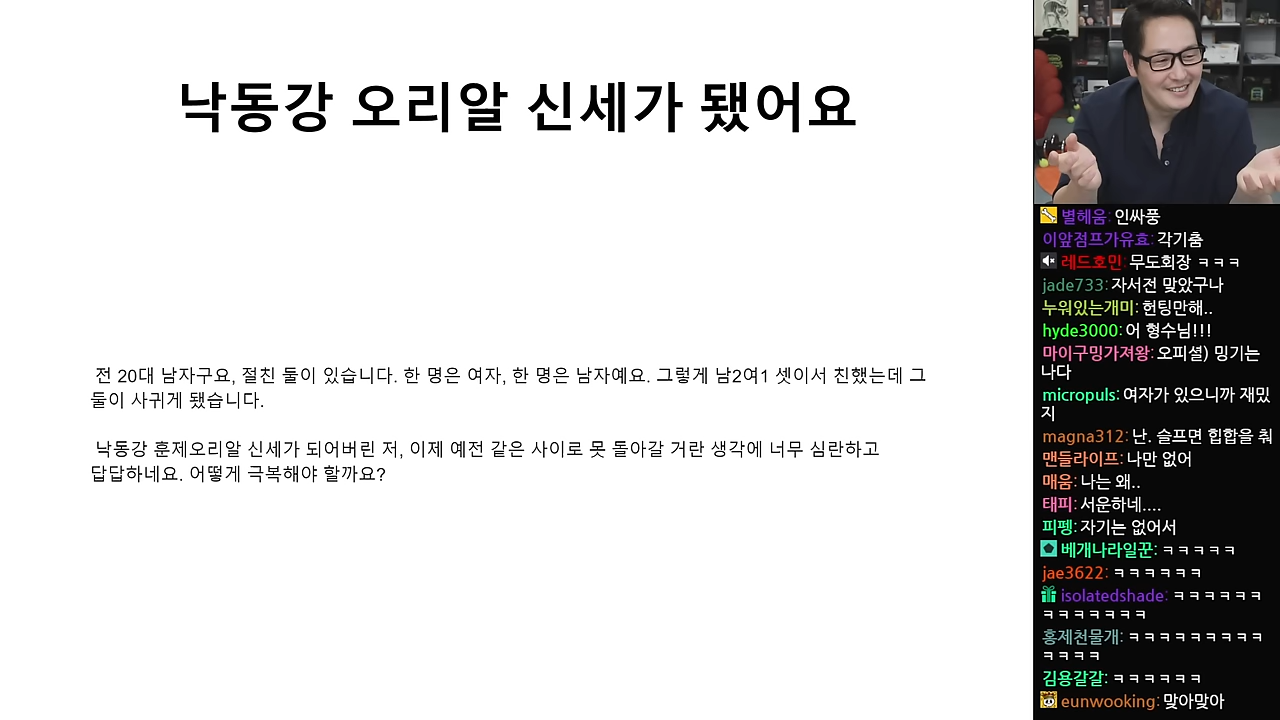 낙동강 오리알 신세가 됐어요
전 20대 남자구요, 절친 둘이 있습니다. 한 명은 여자, 한 명은 남자예요. 그렇게 남2여1 셋이서 친했는데 그
둘이 사귀게 됐습니다.
낙동강 훈제오리알 신세가 되어버린 저, 이제 예전 같은 사이로 못 돌아갈 거란 생각에 너무 심란하고
답답하네요. 어떻게 극복해야 할까요?
별헤음: 인싸풍
이앞점프가유효: 각기춤
레드호민: 무도회장 ㅋㅋㅋ
jade733: 자서전 맞았구나
누워있는개미: 헌팅만해..
hyde3000: 어 형수님!!!
마이구밍가져왕: 오피셜) 밍기는
나다
micropuls: 여자가 있으니까 재밌
지
magna312: 난. 슬프면 힙합을 춰
맨들라이프: 나만 없어
매움: 나는 왜..
태피: 서운하네....
피펭: 자기는 없어서
베개나라일꾼: ㅋㅋㅋㅋㅋ
jae3622: ㅋㅋㅋㅋㅋㅋ
isolatedshade: ㅋㅋㅋㅋㅋㅋ
ㅋㅋㅋㅋㅋㅋㅋ
홍제천물개: ㅋㅋㅋㅋㅋㅋㅋㅋㅋ
ㅋㅋㅋㅋ
김용갈갈: ㅋㅋㅋㅋㅋㅋ
eunwooking: 맞아맞아